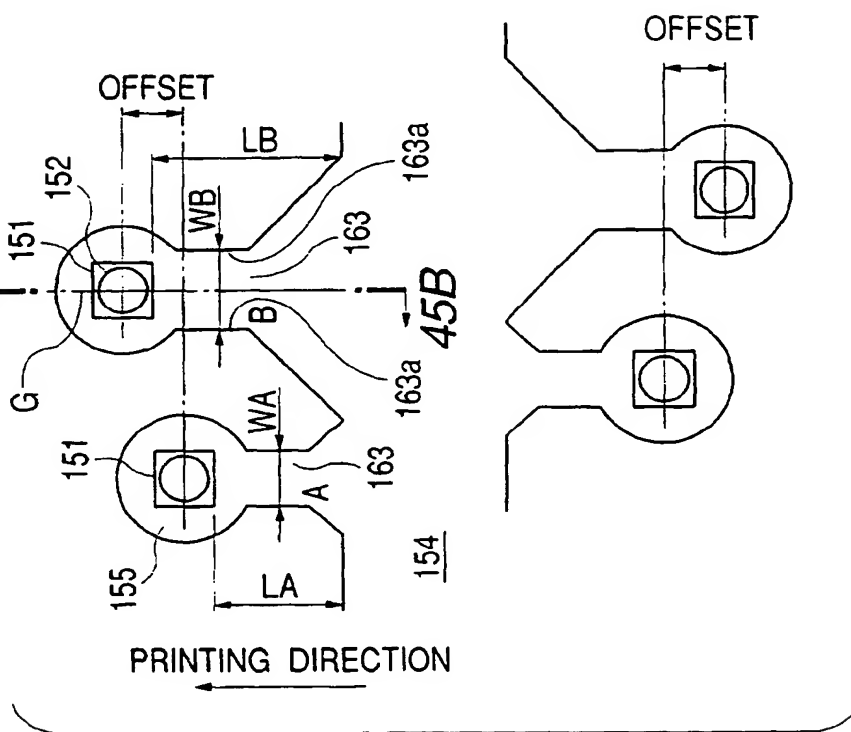 OFFSET
OFFSET
LB
152
151
WB
163a
163
G
B
45B
163a
151
WA
163
A
155
LA
154
PRINTING DIRECTION